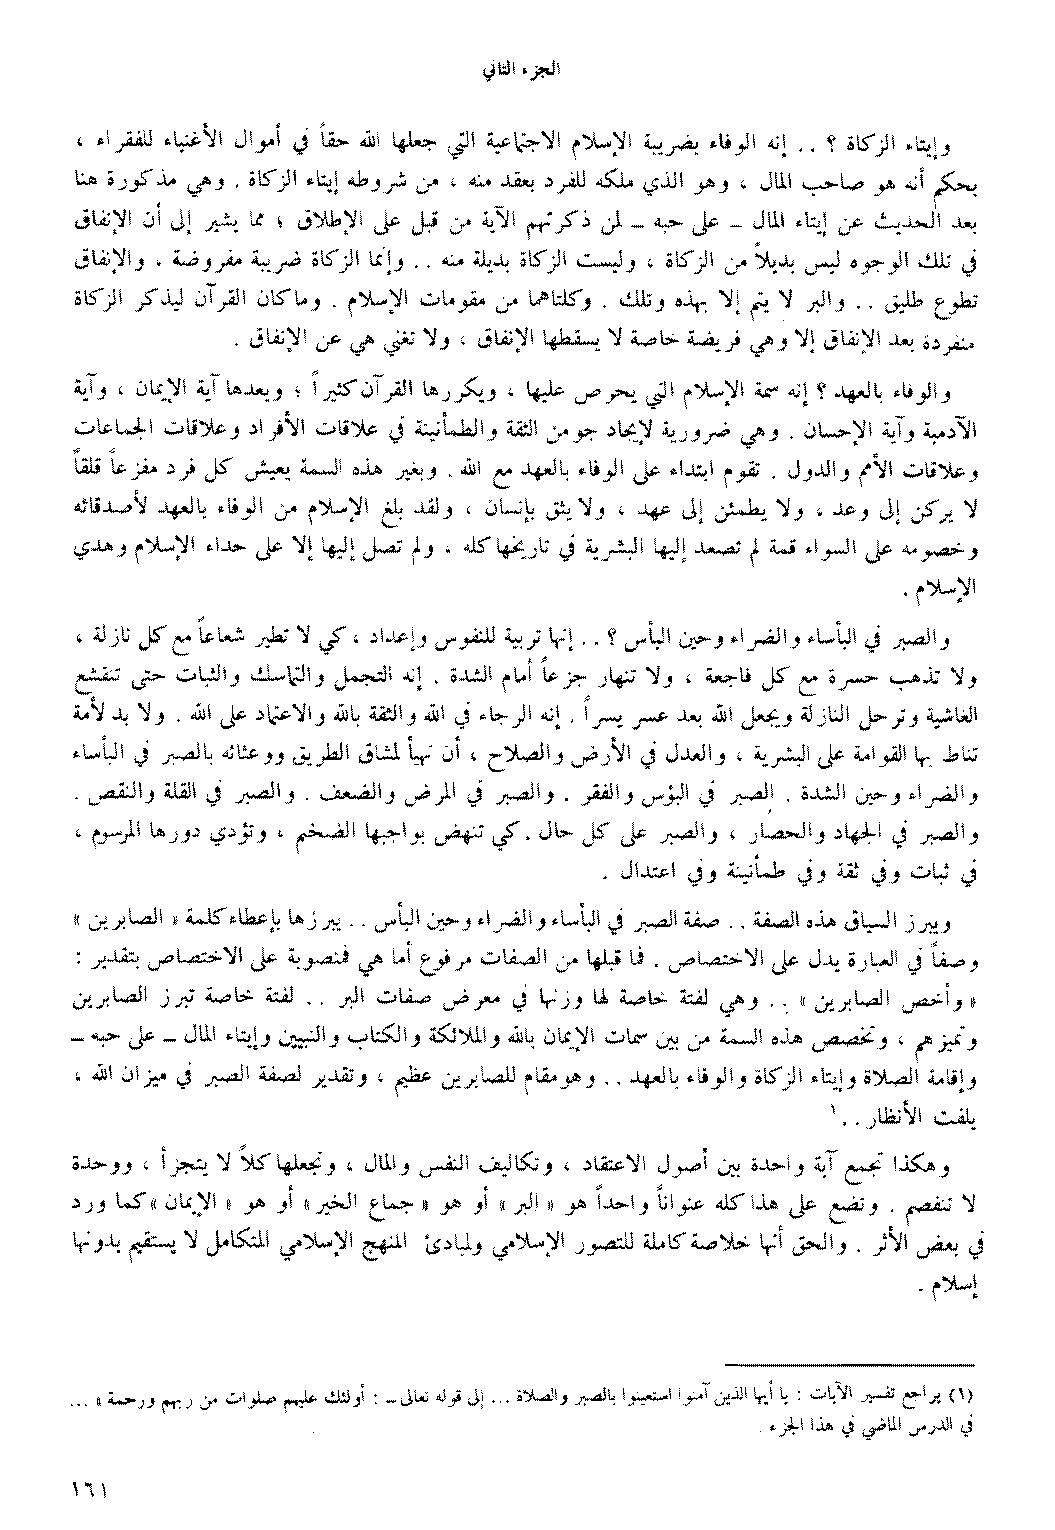 الجزء الثاني
وإيتاء الزكاة ؟ .. إنه الوفاء بضريبة الإسلام الاجتماعية التي جعلها الله حقاً في أموال الأغنياء للفقراء ،
بحكم أنه هو صاحب المال ، وهو الذي ملكه للفرد بعقد منه ، من شروطه إيتاء الزكاة . وهي مذكورة هنا
بعد الحديث عن إيتاء المال – على حبه – لمن ذكرتهم الآية من قبل على الإطلاق ؛ مما يشير إلى أن الإنفاق
في تلك الوجوه ليس بديلاً من الزكاة ، وليست الزكاة بديلة منه .. وإنما الزكاة ضريبة مفروضة ، والإنفاق
تطوع طليق .. والبر لا يتم إلا بهذه وتلك . وكلتاهما من مقومات الإسلام . وما كان القرآن ليذكر الزكاة
منفردة بعد الإنفاق إلا وهي فريضة خاصة لا يسقطها الإنفاق ، ولا تغني هي عن الإنفاق .
والوفاء بالعهد ؟ إنه سمة الإسلام التي يحرص عليها ، ويكررها القرآن كثيراً ؛ ويعدها آية الإيمان ، وآية
الآدمية وآية الإحسان . وهي ضرورية لإيجاد جو من الثقة والطمأنينة في علاقات الأفراد وعلاقات الجماعات
وعلاقات الأمم والدول . تقوم ابتداء على الوفاء بالعهد مع الله . وبغير هذه السمة يعيش كل فرد مفزعاً قلقاً
لا يركن إلى وعد ، ولا يطمئن إلى عهد ، ولا يثق بإنسان ، ولقد بلغ الإسلام من الوفاء بالعهد لأصدقائه
وخصومه على السواء قمة لم تصعد إليها البشرية في تاريخها كله ، ولم تصل إليها إلا على حداء الإسلام وهدي
الإسلام .
والصبر في البأساء والضراء وحين البأس ؟ .. إنها تربية للنفوس وإعداد ، كي لا تطير شعاعاً مع كل نازلة ،
ولا تذهب حسرة مع كل فاجعة ، ولا تنهار جزعاً أمام الشدة . إنه التجمل والتماسك والثبات حتى تنقشع
الغاشية وترحل النازلة ويجعل الله بعد عسر يسراً . إنه الرجاء في الله والثقة بالله والاعتماد على الله . ولا بد لأمة
تناط بها القوامة على البشرية ، والعدل في الأرض والصلاح ، أن تهيأ لمشاق الطريق ووعثائه بالصبر في البأساء
والضراء وحين الشدة . الصبر في البؤس والفقر . والصبر في المرض والضعف . والصبر في القلة والنقص .
والصبر في الجهاد والحصار ، والصبر على كل حال . كي تنهض بواجبها الضخم ، وتؤدي دورها المرسوم ،
في ثبات وفي ثقة وفي طمأنينة وفي اعتدال .
ويبرز السياق هذه الصفة .. صفة الصبر في البأساء والضراء وحين البأس .. يبرزها بإعطاء كلمة « الصابرين »
وصفاً في العبارة يدل على الاختصاص . فما قبلها من الصفات مرفوع أما هي فمنصوبة على الاختصاص بتقدير :
« وأخص الصابرين » .. وهي لفتة خاصة لها وزنها في معرض صفات البر .. لفتة خاصة تبرز الصابرين
وتميزهم ، وتخصص هذه السمة من بين سمات الإيمان بالله والملائكة والكتاب والنبيين وإيتاء المال – على حبه –
وإقامة الصلاة وإيتاء الزكاة والوفاء بالعهد .. وهو مقام للصابرين عظيم ، وتقدير لصفة الصبر في ميزان الله ،
يلفت الأنظار .. ١
وهكذا تجمع آية واحدة بين أصول الاعتقاد ، وتكاليف النفس والمال ، وتجعلها كلاً لا يتجزأ ، ووحدة
لا تنفصم . وتضع على هذا كله عنواناً واحداً هو « البر » أو هو « جماع الخير » أو هو « الإيمان » كما ورد
في بعض الأثر . والحق أنها خلاصة كاملة للتصور الإسلامي ولمبادئ المنهج الإسلامي المتكامل لا يستقيم بدونها
إسلام .
(١) يراجع تفسير الآيات : يا أيها الذين آمنوا استعينوا بالصبر والصلاة ... إلى قوله تعالى – : أولئك عليهم صلوات من ربهم ورحمة » ...
في الدرس الماضي في هذا الجزء .
١٦١